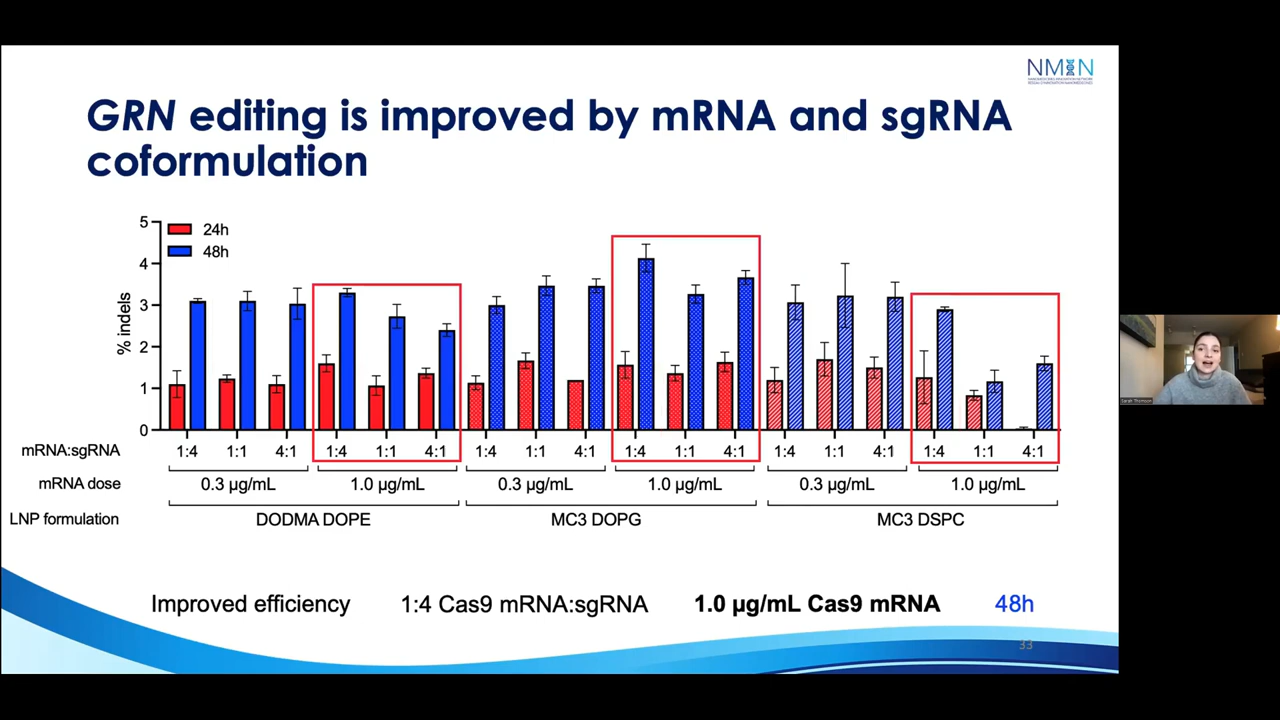 NMIN
GRN editing is improved by mRNA and sgRNA
coformulation
5
4
3
2
1
0
% indels
24h
48h
mRNA:sgRNA 1:4 1:1 4:1 1:4 1:1 4:1 1:4 1:1 4:1 1:4 1:1 4:1 1:4 1:1 4:1 1:4 1:1 4:1
mRNA dose 0.3 µg/mL 1.0 µg/mL 0.3 µg/mL 1.0 µg/mL 0.3 µg/mL 1.0 µg/mL
LNP formulation DODMA DOPE MC3 DOPG MC3 DSPC
Improved efficiency 1:4 Cas9 mRNA:sgRNA 1.0 µg/mL Cas9 mRNA 48h
33
Sarah Thomson